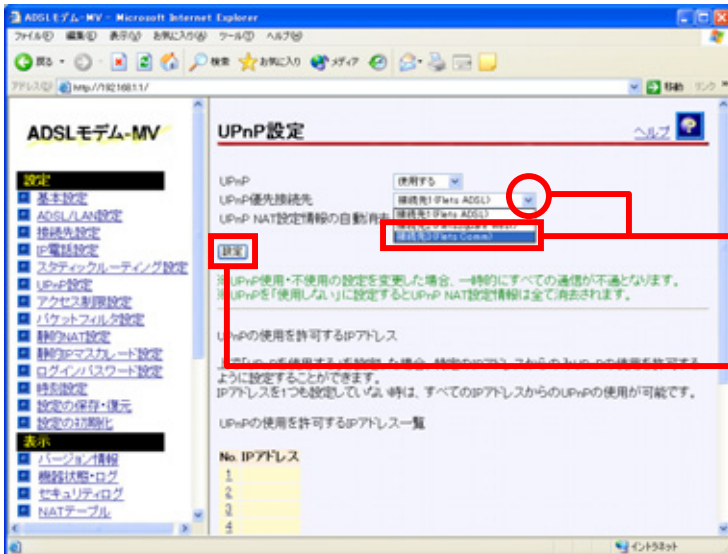 ADSLモデム-MV - Microsoft Internet Explorer
ファイル(F) 編集(E) 表示(V) お気に入り(A) ツール(T) ヘルプ(H)
戻る 検索 お気に入り メディア
アドレス(D) http://192.168.1.1/ 移動 リンク
ADSLモデム-MV
設定
基本設定
ADSL/LAN設定
接続先設定
IP電話設定
スタティックルーティング設定
UPnP設定
アクセス制限設定
パケットフィルタ設定
静的NAT設定
静的IPマスカレード設定
ログインパスワード設定
時刻設定
設定の保存・復元
設定の初期化
表示
バージョン情報
機器状態・ログ
セキュリティログ
NATテーブル
UPnP設定
ヘルプ
UPnP 使用する
UPnP優先接続先 接続先1(Flets ADSL)
UPnP NAT設定情報の自動消去 接続先1(Flets ADSL)
接続先3(Flets Comm)
設定
※UPnP使用・不使用の設定を変更した場合、一時的にすべての通信が不通となります。
※UPnPを「使用しない」に設定するとUPnP NAT設定情報は全て消去されます。
UPnPの使用を許可するIPアドレス
ように設定することができます。
IPアドレスを1つも設定していない時は、すべてのIPアドレスからのUPnPの使用が可能です。
UPnPの使用を許可するIPアドレス一覧
No. IPアドレス
1
2
3
4
イントラネット